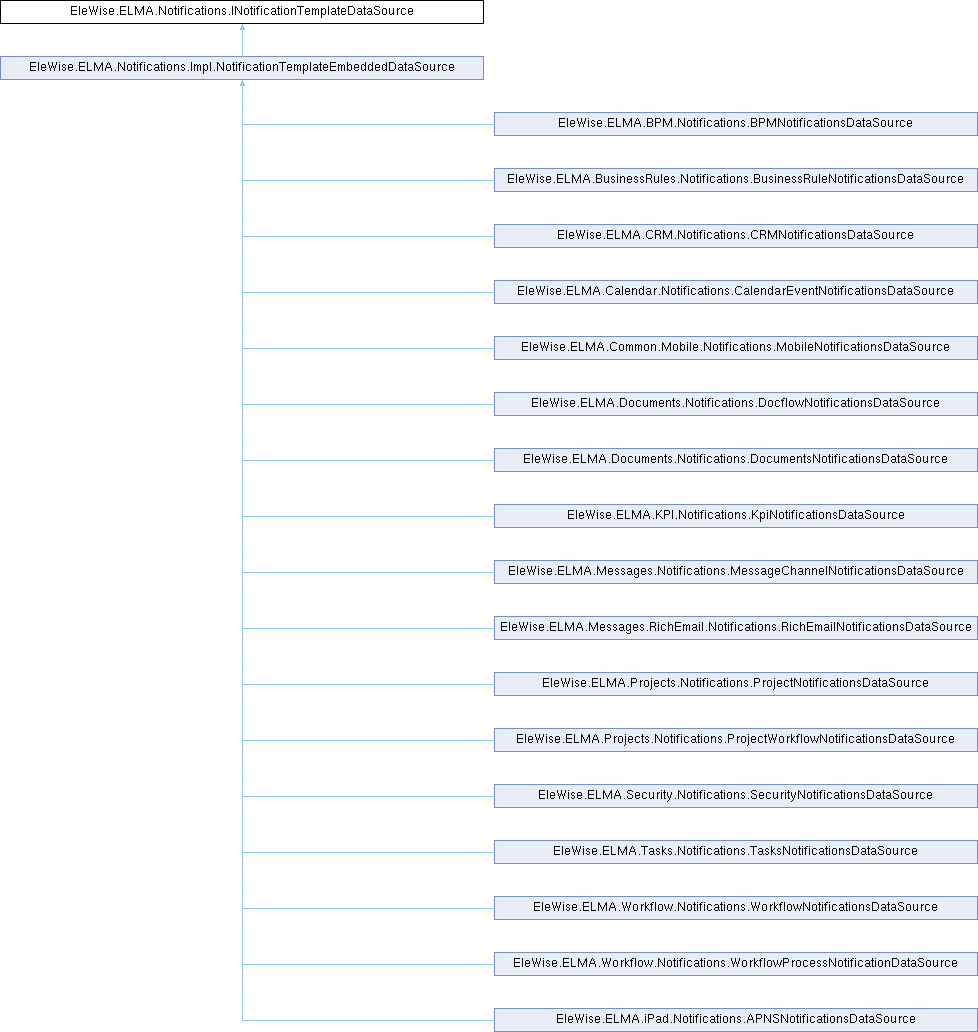 EleWise.ELMA.Notifications.INotificationTemplateDataSource
EleWise.ELMA.Notifications.Impl.NotificationTemplateEmbeddedDataSource
EleWise.ELMA.BPM.Notifications.BPMNotificationsDataSource
EleWise.ELMA.BusinessRules.Notifications.BusinessRuleNotificationsDataSource
EleWise.ELMA.CRM.Notifications.CRMNotificationsDataSource
EleWise.ELMA.Calendar.Notifications.CalendarEventNotificationsDataSource
EleWise.ELMA.Common.Mobile.Notifications.MobileNotificationsDataSource
EleWise.ELMA.Documents.Notifications.DocflowNotificationsDataSource
EleWise.ELMA.Documents.Notifications.DocumentsNotificationsDataSource
EleWise.ELMA.KPI.Notifications.KpiNotificationsDataSource
EleWise.ELMA.Messages.Notifications.MessageChannelNotificationsDataSource
EleWise.ELMA.Messages.RichEmail.Notifications.RichEmailNotificationsDataSource
EleWise.ELMA.Projects.Notifications.ProjectNotificationsDataSource
EleWise.ELMA.Projects.Notifications.ProjectWorkflowNotificationsDataSource
EleWise.ELMA.Security.Notifications.SecurityNotificationsDataSource
EleWise.ELMA.Tasks.Notifications.TasksNotificationsDataSource
EleWise.ELMA.Workflow.Notifications.WorkflowNotificationsDataSource
EleWise.ELMA.Workflow.Notifications.WorkflowProcessNotificationDataSource
EleWise.ELMA.iPad.Notifications.APNSNotificationsDataSource